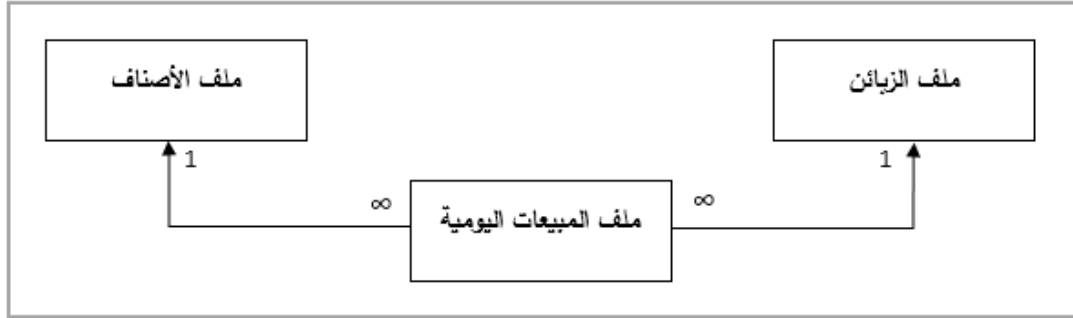 ملف الزبائن
ملف الأصناف
1
1
∞
∞
ملف المبيعات اليومية